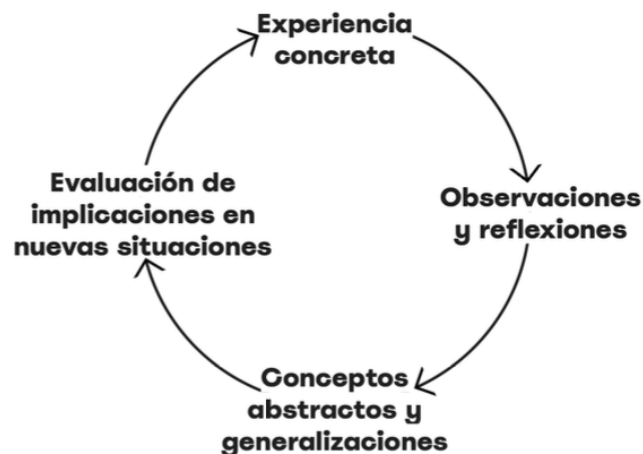 Experiencia
concreta
Observaciones
y reflexiones
Conceptos
abstractos y
generalizaciones
Evaluación de
implicaciones en
nuevas situaciones